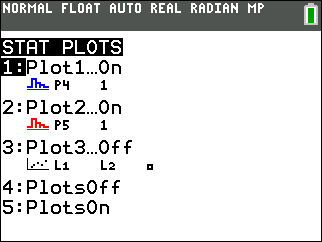 NORMAL FLOAT AUTO REAL RADIAN MP
STAT PLOTS
1:Plot1…On
P4 1
2:Plot2…On
P5 1
3:Plot3…Off
L1 L2
4:PlotsOff
5:PlotsOn